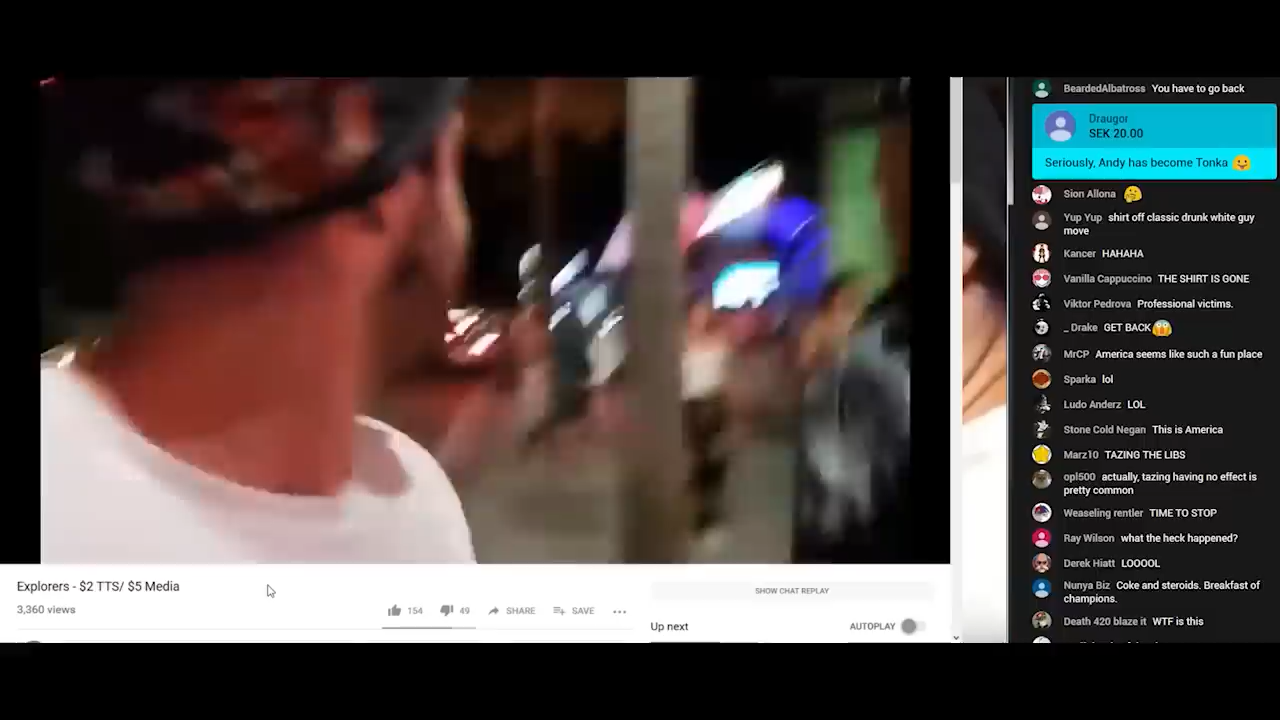 BeardedAlbatross You have to go back
Draugor
SEK 20.00
Seriously, Andy has become Tonka
Sion Allona
Yup Yup shirt off classic drunk white guy
move
Kancer HAHAHA
Vanilla Cappuccino THE SHIRT IS GONE
Viktor Pedrova Professional victims.
_ Drake GET BACK
MrCP America seems like such a fun place
Sparka lol
Ludo Anderz LOL
Stone Cold Negan This is America
Marz10 TAZING THE LIBS
opl500 actually, tazing having no effect is
pretty common
Weaseling rentler TIME TO STOP
Ray Wilson what the heck happened?
Derek Hiatt LOOOOL
Nunya Biz Coke and steroids. Breakfast of
champions.
Death 420 blaze it WTF is this
Explorers - $2 TTS/ $5 Media
3,360 views
154 49 SHARE SAVE
SHOW CHAT REPLAY
Up next AUTOPLAY